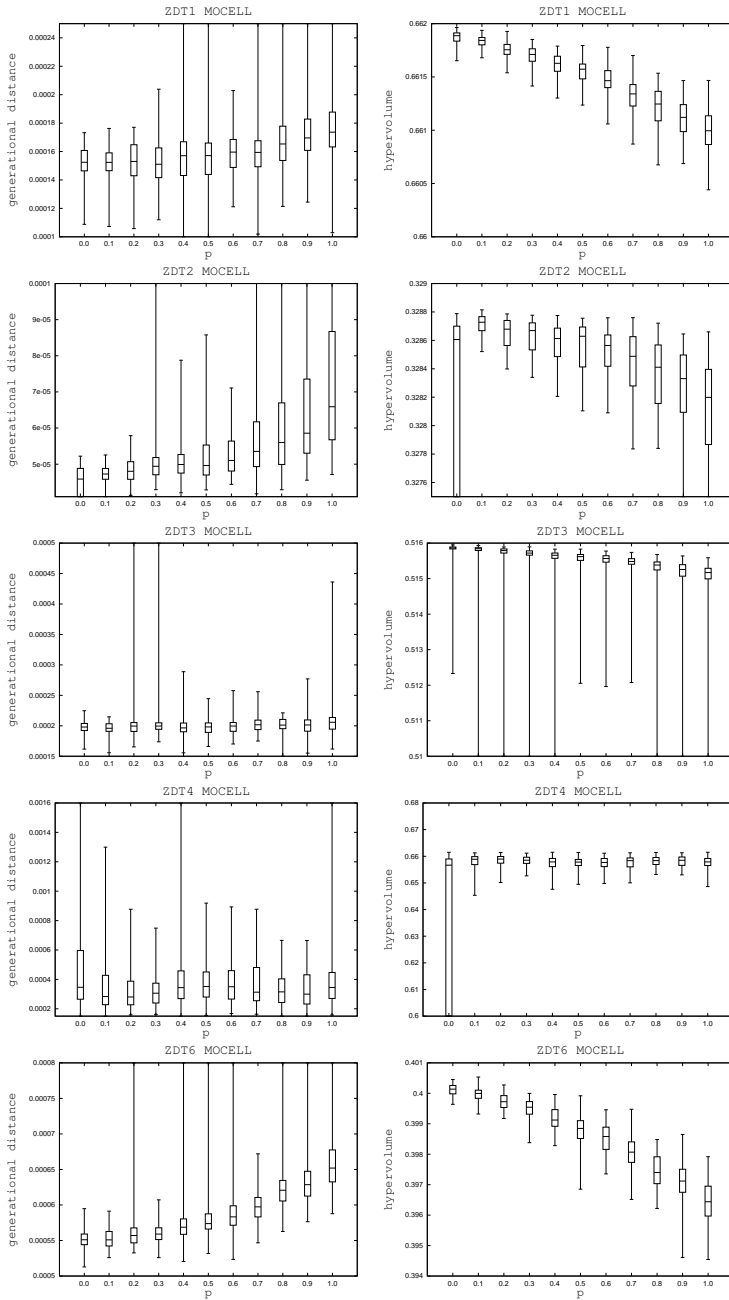 ZDT1 MOCELL
generational distance
0.00024
0.00022
0.0002
0.00018
0.00016
0.00014
0.00012
0.0001
0.0 0.1 0.2 0.3 0.4 0.5 0.6 0.7 0.8 0.9 1.0
p
ZDT1 MOCELL
hypervolume
0.662
0.6615
0.661
0.6605
0.66
0.0 0.1 0.2 0.3 0.4 0.5 0.6 0.7 0.8 0.9 1.0
p
ZDT2 MOCELL
generational distance
0.0001
9e-05
8e-05
7e-05
6e-05
5e-05
0.0 0.1 0.2 0.3 0.4 0.5 0.6 0.7 0.8 0.9 1.0
p
ZDT2 MOCELL
hypervolume
0.329
0.3288
0.3286
0.3284
0.3282
0.328
0.3278
0.3276
0.0 0.1 0.2 0.3 0.4 0.5 0.6 0.7 0.8 0.9 1.0
p
ZDT3 MOCELL
generational distance
0.0005
0.00045
0.0004
0.00035
0.0003
0.00025
0.0002
0.00015
0.0 0.1 0.2 0.3 0.4 0.5 0.6 0.7 0.8 0.9 1.0
p
ZDT3 MOCELL
hypervolume
0.516
0.515
0.514
0.513
0.512
0.511
0.51
0.0 0.1 0.2 0.3 0.4 0.5 0.6 0.7 0.8 0.9 1.0
p
ZDT4 MOCELL
generational distance
0.0016
0.0014
0.0012
0.001
0.0008
0.0006
0.0004
0.0002
0.0 0.1 0.2 0.3 0.4 0.5 0.6 0.7 0.8 0.9 1.0
p
ZDT4 MOCELL
hypervolume
0.68
0.67
0.66
0.65
0.64
0.63
0.62
0.61
0.6
0.0 0.1 0.2 0.3 0.4 0.5 0.6 0.7 0.8 0.9 1.0
p
ZDT6 MOCELL
generational distance
0.0008
0.00075
0.0007
0.00065
0.0006
0.00055
0.0005
0.0 0.1 0.2 0.3 0.4 0.5 0.6 0.7 0.8 0.9 1.0
p
ZDT6 MOCELL
hypervolume
0.401
0.4
0.399
0.398
0.397
0.396
0.395
0.394
0.0 0.1 0.2 0.3 0.4 0.5 0.6 0.7 0.8 0.9 1.0
p